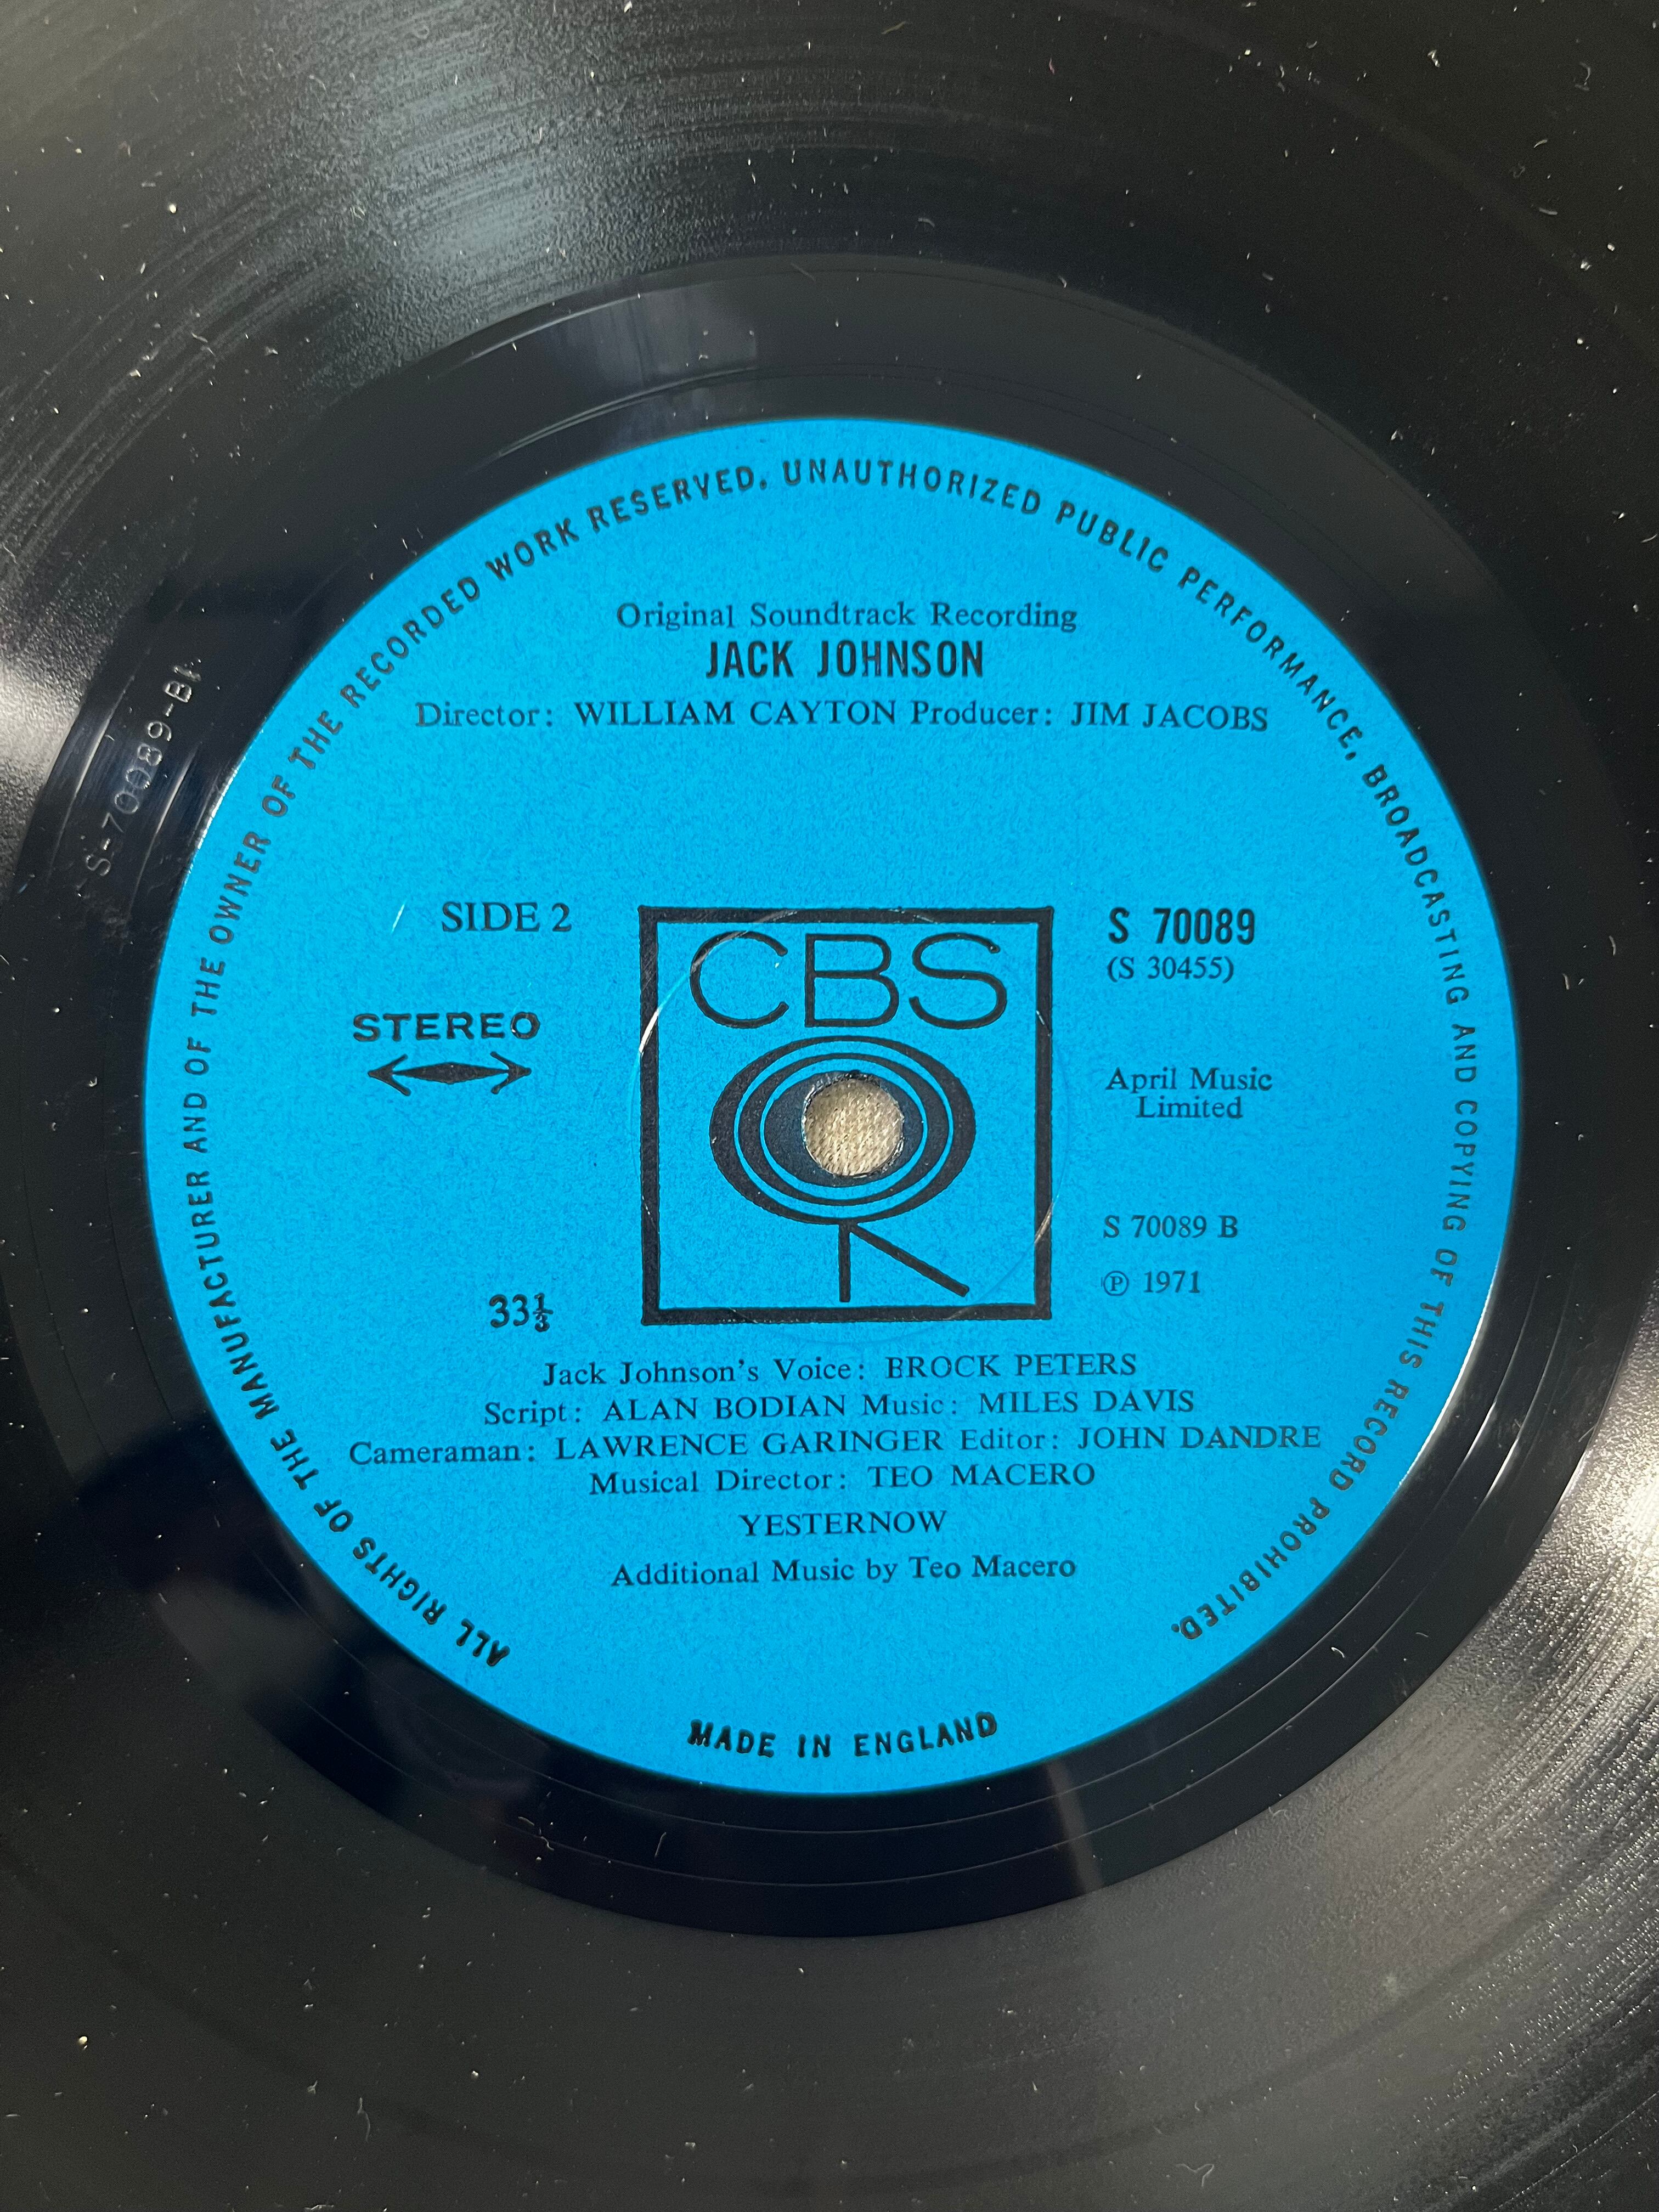 ALL RIGHTS OF THE MANUFACTURER AND OF THE OWNER OF THE RECORDED WORK RESERVED. UNAUTHORIZED PUBLIC PERFORMANCE, BROADCASTING AND COPYING OF THIS RECORD PROHIBITED.
Original Soundtrack Recording
JACK JOHNSON
Director: WILLIAM CAYTON Producer: JIM JACOBS
S-70089-B1
SIDE 2
STEREO
33⅓
CBS
S 70089
(S 30455)
April Music
Limited
S 70089 B
℗ 1971
Jack Johnson's Voice: BROCK PETERS
Script: ALAN BODIAN Music: MILES DAVIS
Cameraman: LAWRENCE GARINGER Editor: JOHN DANDRE
Musical Director: TEO MACERO
YESTERNOW
Additional Music by Teo Macero
MADE IN ENGLAND